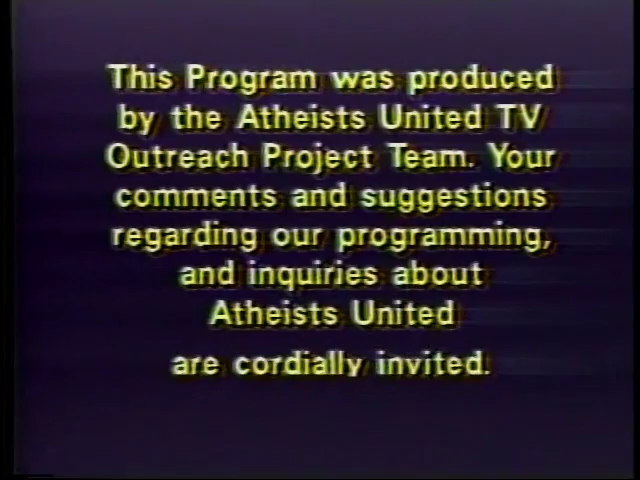 This Program was produced
by the Atheists United TV
Outreach Project Team. Your
comments and suggestions
regarding our programming,
and inquiries about
Atheists United
are cordially invited.